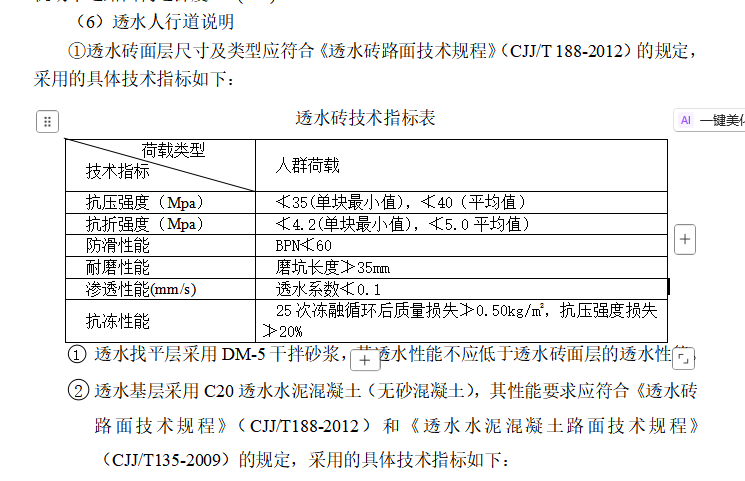 （6）透水人行道说明
①透水砖面层尺寸及类型应符合《透水砖路面技术规程》（CJJ/T 188-2012）的规定，
采用的具体技术指标如下：
透水砖技术指标表
AI 一键美化
荷载类型
技术指标
人群荷载
抗压强度（Mpa）
≮35(单块最小值)，≮40（平均值）
抗折强度（Mpa）
≮4.2(单块最小值)，≮5.0 平均值）
防滑性能
BPN≮60
耐磨性能
磨坑长度≯35mm
渗透性能(mm/s)
透水系数≮0.1
抗冻性能
25 次冻融循环后质量损失≯0.50kg/㎡，抗压强度损失
≯20%
① 透水找平层采用 DM-5 干拌砂浆，其透水性能不应低于透水砖面层的透水性能。
② 透水基层采用 C20 透水水泥混凝土（无砂混凝土），其性能要求应符合《透水砖
路面技术规程》（CJJ/T188-2012）和《透水水泥混凝土路面技术规程》
（CJJ/T135-2009）的规定，采用的具体技术指标如下：